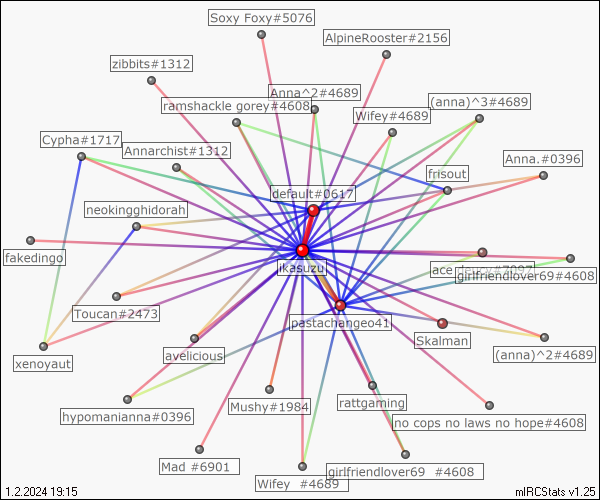 Soxy Foxy#5076
AlpineRooster#2156
zibbits#1312
Anna^2#4689
(anna)^3#4689
ramshackle gorey#4608
Wifey#4689
Cypha#1717
Annarchist#1312
Anna.#0396
frisout
default#0617
neokingghidorah
fakedingo
ikasuzu
ace
girlfriendlover69#4608
Toucan#2473
pastachangeo41
Skalman
xenoyaut
avelicious
(anna)^2#4689
Mushy#1984
rattgaming
hypomanianna#0396
no cops no laws no hope#4608
Mad #6901
girlfriendlover69 #4608
Wifey #4689
1.2.2024 19:15
mIRCStats v1.25